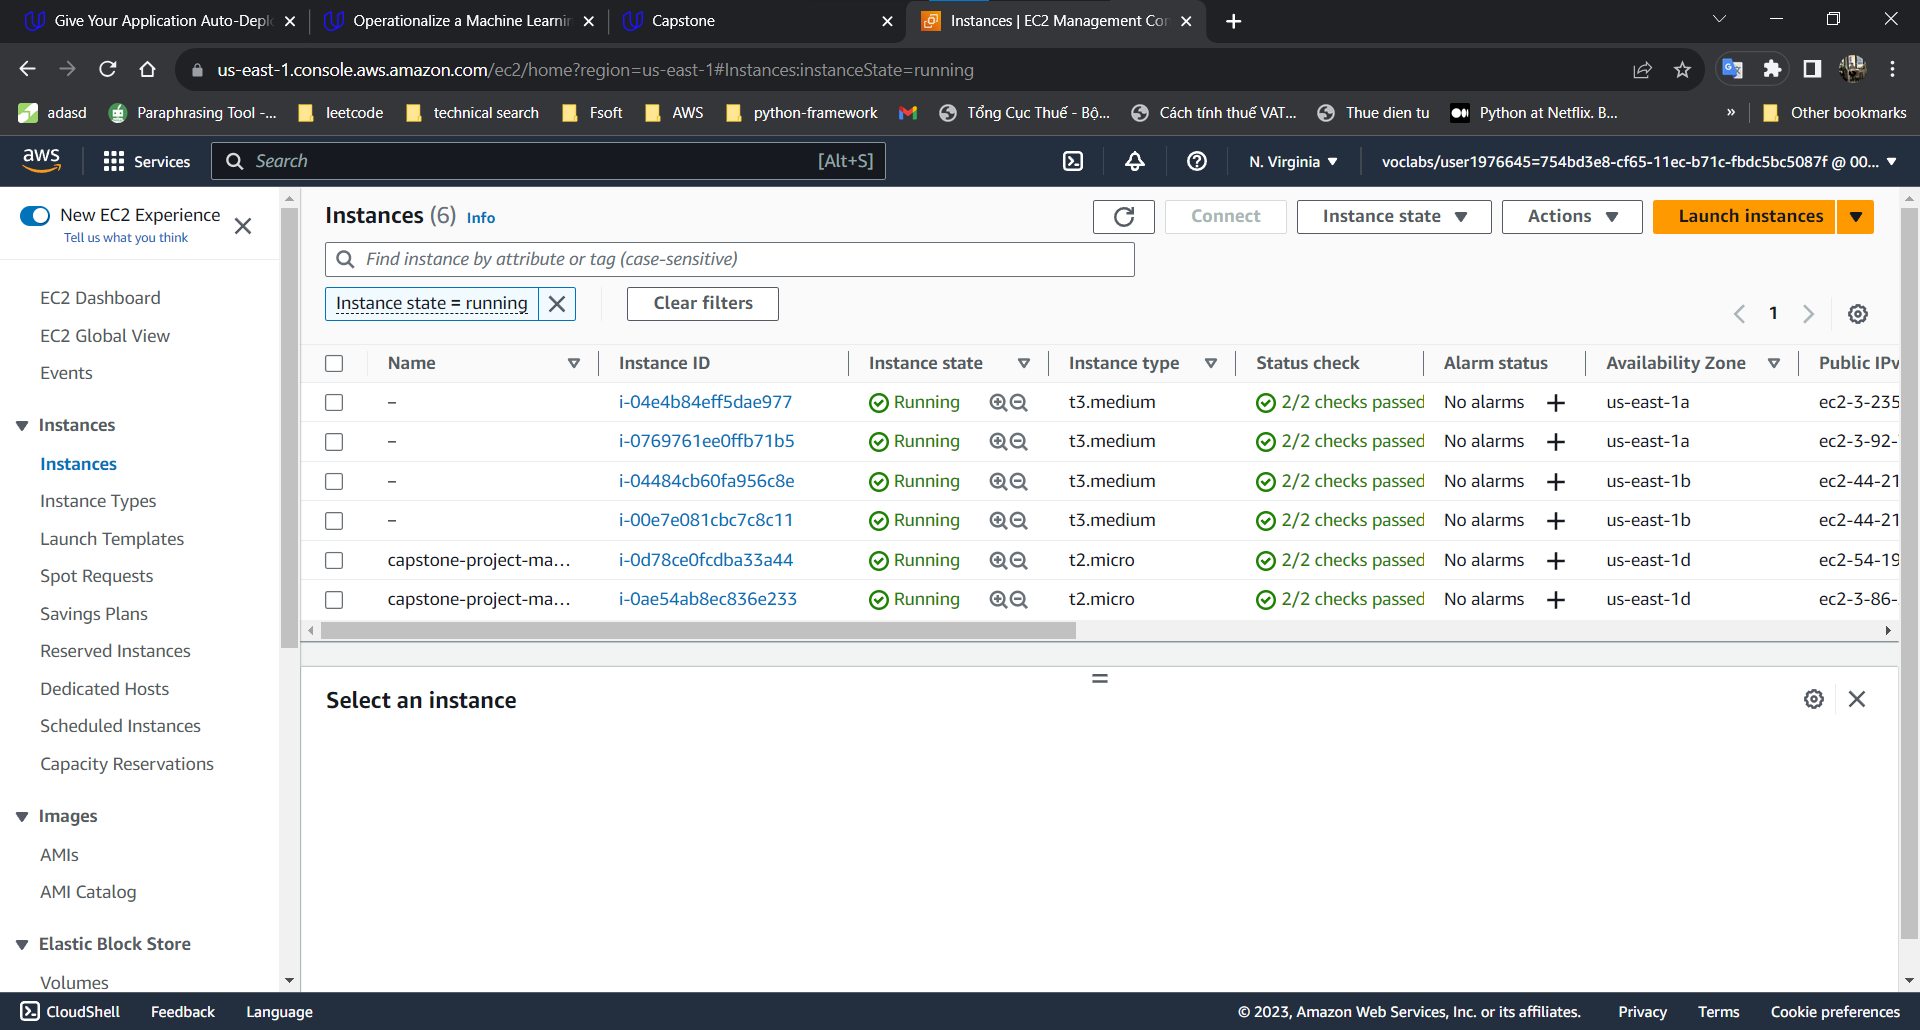 Give Your Application Auto-Depl
Operationalize a Machine Learnin
Capstone
Instances | EC2 Management Con
us-east-1.console.aws.amazon.com/ec2/home?region=us-east-1#Instances:instanceState=running
adasd
Paraphrasing Tool -...
leetcode
technical search
Fsoft
AWS
python-framework
Tổng Cục Thuế - Bộ...
Cách tính thuế VAT...
Thue dien tu
Python at Netflix. B...
»
Other bookmarks
aws
Services
Search
[Alt+S]
N. Virginia
voclabs/user1976645=754bd3e8-cf65-11ec-b71c-fbdc5bc5087f @ 00...
New EC2 Experience
Tell us what you think
EC2 Dashboard
EC2 Global View
Events
Instances
Instances
Instance Types
Launch Templates
Spot Requests
Savings Plans
Reserved Instances
Dedicated Hosts
Scheduled Instances
Capacity Reservations
Images
AMIs
AMI Catalog
Elastic Block Store
Volumes
Instances (6) Info
Connect
Instance state
Actions
Launch instances
Find instance by attribute or tag (case-sensitive)
Instance state = running
Clear filters
1
Name Instance ID Instance state Instance type Status check Alarm status Availability Zone Public IPv
– i-04e4b84eff5dae977 Running t3.medium 2/2 checks passed No alarms + us-east-1a ec2-3-235
– i-0769761ee0ffb71b5 Running t3.medium 2/2 checks passed No alarms + us-east-1a ec2-3-92-
– i-04484cb60fa956c8e Running t3.medium 2/2 checks passed No alarms + us-east-1b ec2-44-21
– i-00e7e081cbc7c8c11 Running t3.medium 2/2 checks passed No alarms + us-east-1b ec2-44-21
capstone-project-ma... i-0d78ce0fcdba33a44 Running t2.micro 2/2 checks passed No alarms + us-east-1d ec2-54-19
capstone-project-ma... i-0ae54ab8ec836e233 Running t2.micro 2/2 checks passed No alarms + us-east-1d ec2-3-86-
Select an instance
CloudShell
Feedback
Language
© 2023, Amazon Web Services, Inc. or its affiliates.
Privacy
Terms
Cookie preferences